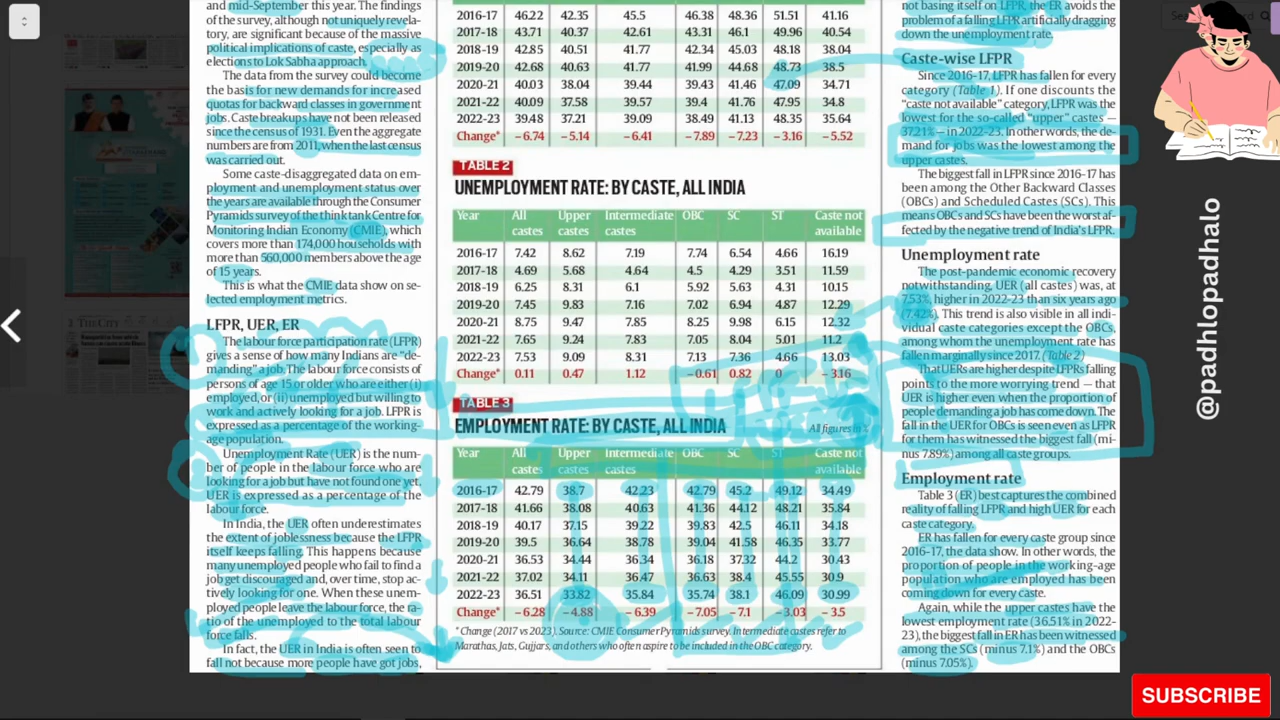 and mid-September this year. The findings
of the survey, although not uniquely revela-
tory, are significant because of the massive
political implications of caste, especially as
elections to Lok Sabha approach.
The data from the survey could become
the basis for new demands for increased
quotas for backward classes in government
jobs. Caste breakups have not been released
since the census of 1931. Even the aggregate
numbers are from 2011, when the last census
was carried out.
Some caste-disaggregated data on em-
ployment and unemployment status over
the years are available through the Consumer
Pyramids survey of the think tank Centre for
Monitoring Indian Economy (CMIE), which
covers more than 174,000 households with
more than 560,000 members above the age
of 15 years.
This is what the CMIE data show on se-
lected employment metrics.
LFPR, UER, ER
The labour force participation rate (LFPR)
gives a sense of how many Indians are "de-
manding" a job. The labour force consists of
persons of age 15 or older who are either (i)
employed, or (ii) unemployed but willing to
work and actively looking for a job. LFPR is
expressed as a percentage of the working-
age population.
Unemployment Rate (UER) is the num-
ber of people in the labour force who are
looking for a job but have not found one yet.
UER is expressed as a percentage of the
labour force.
In India, the UER often underestimates
the extent of joblessness because the LFPR
itself keeps falling. This happens because
many unemployed people who fail to find a
job get discouraged and, over time, stop ac-
tively looking for one. When these unem-
ployed people leave the labour force, the ra-
tio of the unemployed to the total labour
force falls.
In fact, the UER in India is often seen to
fall not because more people have got jobs,
2016-17 46.22 42.35 45.5 46.38 48.36 51.51 41.16
2017-18 43.71 40.37 42.61 43.31 46.1 49.96 40.54
2018-19 42.85 40.51 41.77 42.34 45.03 48.18 38.04
2019-20 42.68 40.63 41.77 41.99 44.68 48.73 38.5
2020-21 40.03 38.04 39.44 39.43 41.46 47.09 34.71
2021-22 40.09 37.58 39.57 39.4 41.76 47.95 34.8
2022-23 39.48 37.21 39.09 38.49 41.13 48.35 35.64
Change* -6.74 -5.14 -6.41 -7.89 -7.23 -3.16 -5.52
TABLE 2
UNEMPLOYMENT RATE: BY CASTE, ALL INDIA
Year All castes Upper castes Intermediate castes OBC SC ST Caste not available
2016-17 7.42 8.62 7.19 7.74 6.54 4.66 16.19
2017-18 4.69 5.68 4.64 4.5 4.29 3.51 11.59
2018-19 6.25 8.31 6.1 5.92 5.63 4.31 10.15
2019-20 7.45 9.83 7.16 7.02 6.94 4.87 12.29
2020-21 8.75 9.47 7.85 8.25 9.98 6.15 12.32
2021-22 7.65 9.24 7.83 7.05 8.04 5.01 11.2
2022-23 7.53 9.09 8.31 7.13 7.36 4.66 13.03
Change* 0.11 0.47 1.12 -0.61 0.82 0 -3.16
TABLE 3
EMPLOYMENT RATE: BY CASTE, ALL INDIA
All figures in %
Year All castes Upper castes Intermediate castes OBC SC ST Caste not available
2016-17 42.79 38.7 42.23 42.79 45.2 49.12 34.49
2017-18 41.66 38.08 40.63 41.36 44.12 48.21 35.84
2018-19 40.17 37.15 39.22 39.83 42.5 46.11 34.18
2019-20 39.5 36.64 38.78 39.04 41.58 46.35 33.77
2020-21 36.53 34.44 36.34 36.18 37.32 44.2 30.43
2021-22 37.02 34.11 36.47 36.63 38.4 45.55 30.9
2022-23 36.51 33.82 35.84 35.74 38.1 46.09 30.99
Change* -6.28 -4.88 -6.39 -7.05 -7.1 -3.03 -3.5
* Change (2017 vs 2023). Source: CMIE Consumer Pyramids survey. Intermediate castes refer to
Marathas, Jats, Gujjars, and others who often aspire to be included in the OBC category.
not basing itself on LFPR, the ER avoids the
problem of a falling LFPR artificially dragging
down the unemployment rate.
Caste-wise LFPR
Since 2016-17, LFPR has fallen for every
category (Table 1). If one discounts the
"caste not available" category, LFPR was the
lowest for the so-called "upper" castes —
37.21% — in 2022-23. In other words, the de-
mand for jobs was the lowest among the
upper castes.
The biggest fall in LFPR since 2016-17 has
been among the Other Backward Classes
(OBCs) and Scheduled Castes (SCs). This
means OBCs and SCs have been the worst af-
fected by the negative trend of India's LFPR.
Unemployment rate
The post-pandemic economic recovery
notwithstanding, UER (all castes) was, at
7.53%, higher in 2022-23 than six years ago
(7.42%). This trend is also visible in all indi-
vidual caste categories except the OBCs,
among whom the unemployment rate has
fallen marginally since 2017. (Table 2)
That UERs are higher despite LFPRs falling
points to the more worrying trend — that
UER is higher even when the proportion of
people demanding a job has come down. The
fall in the UER for OBCs is seen even as LFPR
for them has witnessed the biggest fall (mi-
nus 7.89%) among all caste groups.
Employment rate
Table 3 (ER) best captures the combined
reality of falling LFPR and high UER for each
caste category.
ER has fallen for every caste group since
2016-17, the data show. In other words, the
proportion of people in the working-age
population who are employed has been
coming down for every caste.
Again, while the upper castes have the
lowest employment rate (36.51% in 2022-
23), the biggest fall in ER has been witnessed
among the SCs (minus 7.1%) and the OBCs
(minus 7.05%).
@padhlopadhalo
SUBSCRIBE
THE CITY